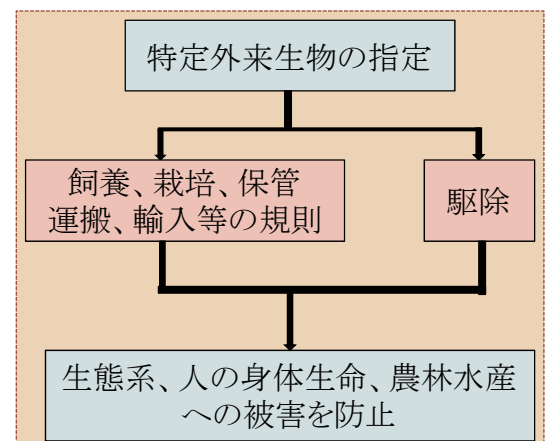 特定外来生物の指定
飼養、栽培、保管
運搬、輸入等の規則
駆除
生態系、人の身体生命、農林水産
への被害を防止